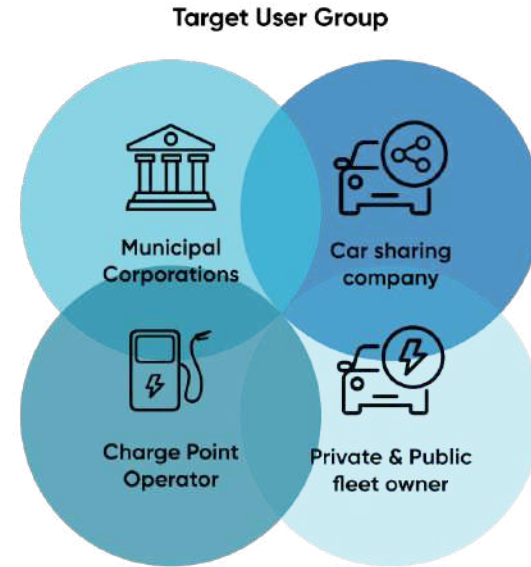 Target User Group
Municipal
Corporations
Car sharing
company
Charge Point
Operator
Private & Public
fleet owner